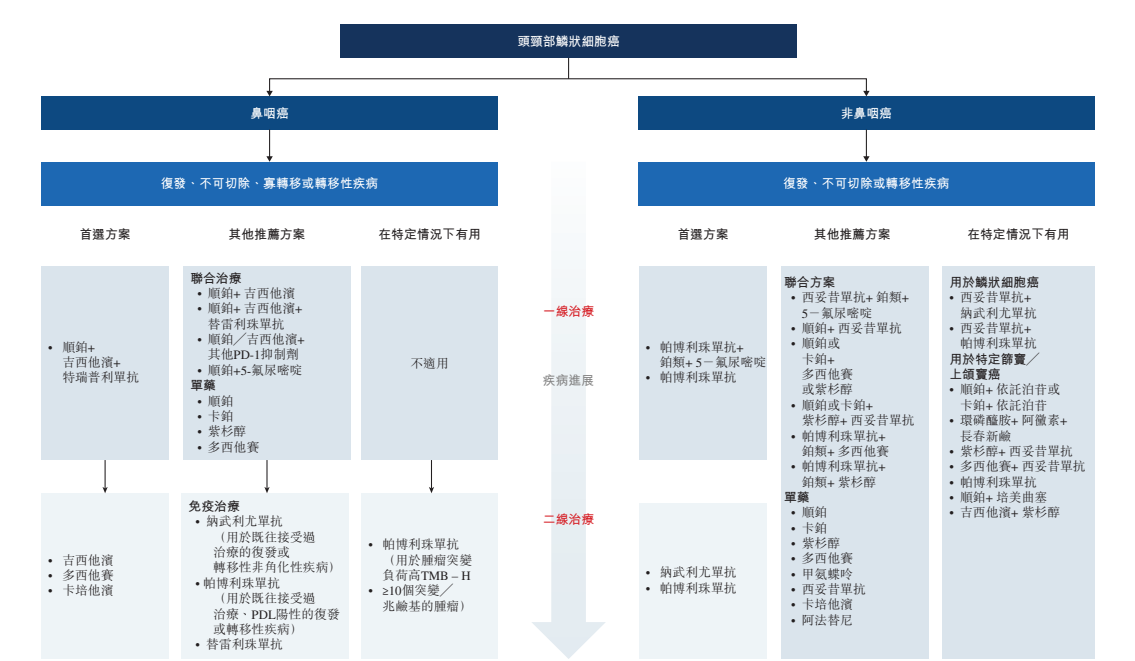 頭頸部鱗狀細胞癌
鼻咽癌
復發、不可切除、寡轉移或轉移性疾病
首選方案
其他推薦方案
在特定情況下有用
• 順鉑+
吉西他濱+
特瑞普利單抗
聯合治療
• 順鉑+ 吉西他濱
• 順鉑+ 吉西他濱+
替雷利珠單抗
• 順鉑／吉西他濱+
其他PD-1抑制劑
• 順鉑+5-氟尿嘧啶
單藥
• 順鉑
• 卡鉑
• 紫杉醇
• 多西他賽
不適用
• 吉西他濱
• 多西他賽
• 卡培他濱
免疫治療
• 納武利尤單抗
（用於既往接受過
治療的復發或
轉移性非角化性疾病）
• 帕博利珠單抗
（用於既往接受過
治療、PDL陽性的復發
或轉移性疾病）
• 替雷利珠單抗
• 帕博利珠單抗
（用於腫瘤突變
負荷高TMB – H
• ≥10個突變／
兆鹼基的腫瘤）
一線治療
疾病進展
二線治療
非鼻咽癌
復發、不可切除或轉移性疾病
首選方案
其他推薦方案
在特定情況下有用
• 帕博利珠單抗+
鉑類+ 5－氟尿嘧啶
• 帕博利珠單抗
• 納武利尤單抗
• 帕博利珠單抗
聯合方案
• 西妥昔單抗+ 鉑類+
5－氟尿嘧啶
• 順鉑+ 西妥昔單抗
• 順鉑或
卡鉑+
多西他賽
或紫杉醇
• 順鉑或卡鉑+
紫杉醇+ 西妥昔單抗
• 帕博利珠單抗+
鉑類+ 多西他賽
• 帕博利珠單抗+
鉑類+ 紫杉醇
單藥
• 順鉑
• 卡鉑
• 紫杉醇
• 多西他賽
• 甲氨蝶呤
• 西妥昔單抗
• 卡培他濱
• 阿法替尼
用於鱗狀細胞癌
• 西妥昔單抗+
納武利尤單抗
• 西妥昔單抗+
帕博利珠單抗
用於特定篩竇／
上頜竇癌
• 順鉑+ 依託泊苷或
卡鉑+ 依託泊苷
• 環磷醯胺+ 阿黴素+
長春新鹼
• 紫杉醇+ 西妥昔單抗
• 多西他賽+ 西妥昔單抗
• 帕博利珠單抗
• 順鉑+ 培美曲塞
• 吉西他濱+ 紫杉醇